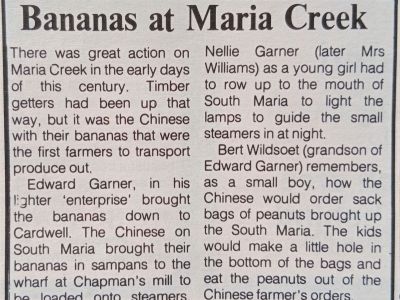 Bananas at Maria Creek
There was great action on
Maria Creek in the early days
of this century. Timber
getters had been up that
way, but it was the Chinese
with their bananas that were
the first farmers to transport
produce out.
Edward Garner, in his
lighter 'enterprise' brought
the bananas down to
Cardwell. The Chinese on
South Maria brought their
bananas in sampans to the
wharf at Chapman's mill to
be loaded onto steamers
Nellie Garner (later Mrs
Williams) as a young girl had
to row up to the mouth of
South Maria to light the
lamps to guide the small
steamers in at night.
Bert Wildsoet (grandson of
Edward Garner) remembers,
as a small boy, how the
Chinese would order sack
bags of peanuts brought up
the South Maria. The kids
would make a little hole in
the bottom of the bags and
eat the peanuts out of the
Chinese farmer's orders.